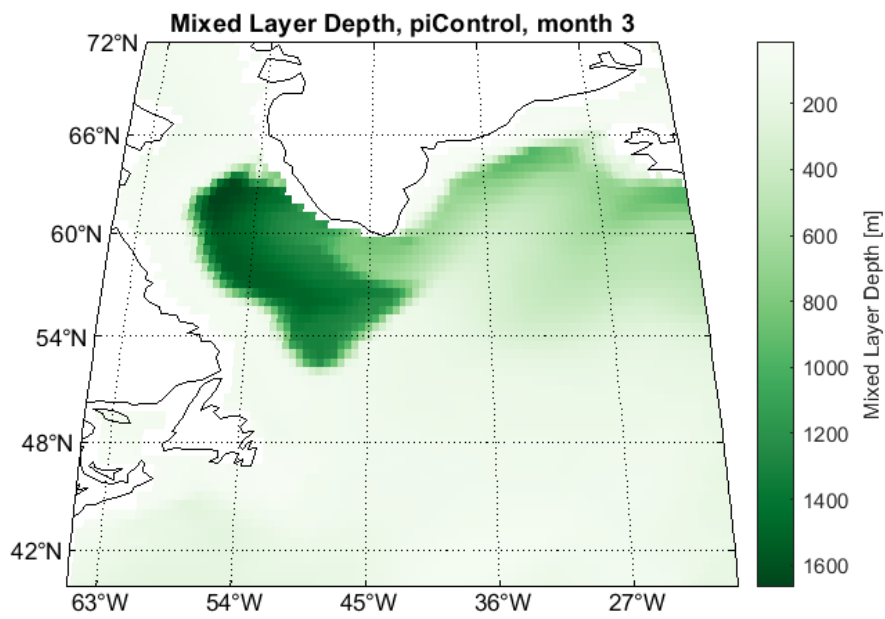 Mixed Layer Depth, piControl, month 3
72°N
66°N
60°N
54°N
48°N
42°N
63°W
54°W
45°W
36°W
27°W
200
400
600
800
1000
1200
1400
1600
Mixed Layer Depth [m]